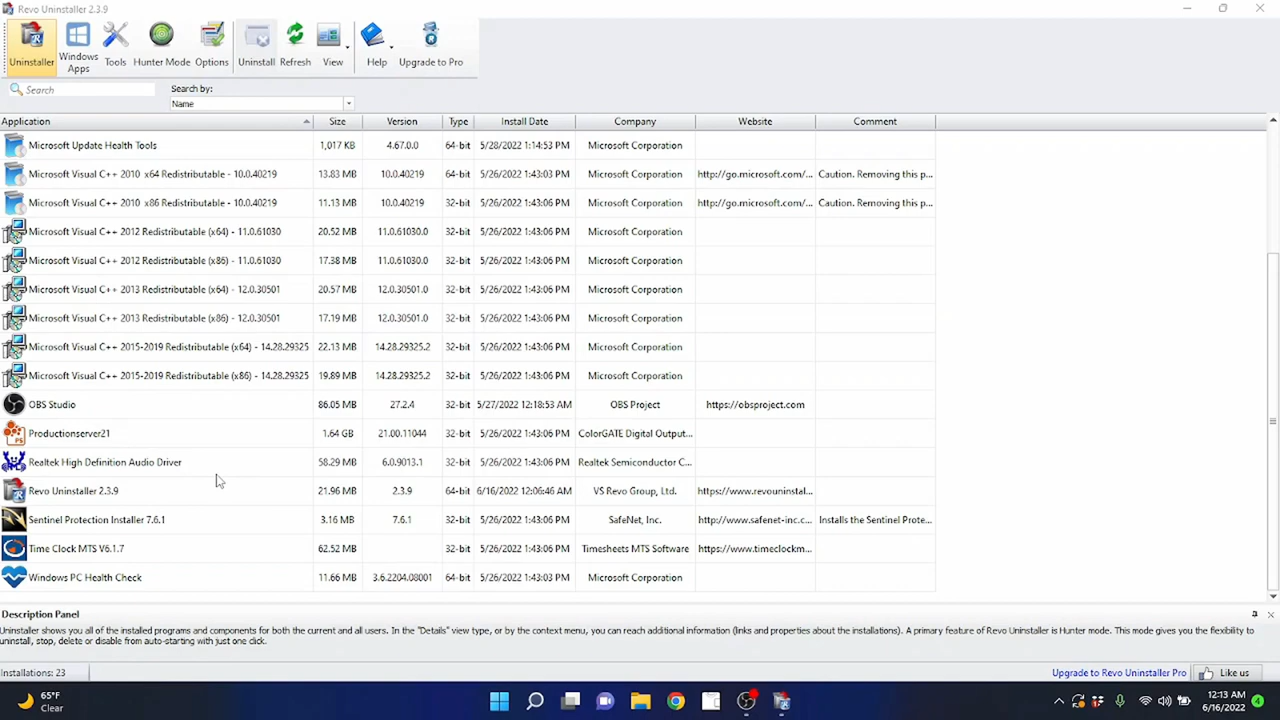 Revo Uninstaller 2.3.9
Uninstaller
Windows Apps
Tools
Hunter Mode
Options
Uninstall
Refresh
View
Help
Upgrade to Pro
Search
Search by:
Name
Application Size Version Type Install Date Company Website Comment
Microsoft Update Health Tools 1,017 KB 4.67.0.0 64-bit 5/28/2022 1:14:53 PM Microsoft Corporation
Microsoft Visual C++ 2010 x64 Redistributable - 10.0.40219 13.83 MB 10.0.40219 64-bit 5/26/2022 1:43:03 PM Microsoft Corporation http://go.microsoft.com/... Caution. Removing this p...
Microsoft Visual C++ 2010 x86 Redistributable - 10.0.40219 11.13 MB 10.0.40219 32-bit 5/26/2022 1:43:03 PM Microsoft Corporation http://go.microsoft.com/... Caution. Removing this p...
Microsoft Visual C++ 2012 Redistributable (x64) - 11.0.61030 20.52 MB 11.0.61030.0 32-bit 5/26/2022 1:43:06 PM Microsoft Corporation
Microsoft Visual C++ 2012 Redistributable (x86) - 11.0.61030 17.38 MB 11.0.61030.0 32-bit 5/26/2022 1:43:06 PM Microsoft Corporation
Microsoft Visual C++ 2013 Redistributable (x64) - 12.0.30501 20.57 MB 12.0.30501.0 32-bit 5/26/2022 1:43:06 PM Microsoft Corporation
Microsoft Visual C++ 2013 Redistributable (x86) - 12.0.30501 17.19 MB 12.0.30501.0 32-bit 5/26/2022 1:43:06 PM Microsoft Corporation
Microsoft Visual C++ 2015-2019 Redistributable (x64) - 14.28.29325 22.13 MB 14.28.29325.2 32-bit 5/26/2022 1:43:06 PM Microsoft Corporation
Microsoft Visual C++ 2015-2019 Redistributable (x86) - 14.28.29325 19.89 MB 14.28.29325.2 32-bit 5/26/2022 1:43:06 PM Microsoft Corporation
OBS Studio 86.05 MB 27.2.4 32-bit 5/27/2022 12:18:53 AM OBS Project https://obsproject.com
Productionserver21 1.64 GB 21.00.11044 32-bit 5/26/2022 1:43:06 PM ColorGATE Digital Output...
Realtek High Definition Audio Driver 58.29 MB 6.0.9013.1 32-bit 5/26/2022 1:43:06 PM Realtek Semiconductor C...
Revo Uninstaller 2.3.9 21.96 MB 2.3.9 64-bit 6/16/2022 12:06:46 AM VS Revo Group, Ltd. https://www.revouninstal...
Sentinel Protection Installer 7.6.1 3.16 MB 7.6.1 32-bit 5/26/2022 1:43:06 PM SafeNet, Inc. http://www.safenet-inc.c... Installs the Sentinel Prote...
Time Clock MTS V6.1.7 62.52 MB 32-bit 5/26/2022 1:43:06 PM Timesheets MTS Software https://www.timeclockm...
Windows PC Health Check 11.66 MB 3.6.2204.08001 64-bit 5/26/2022 1:43:03 PM Microsoft Corporation
Description Panel
Uninstaller shows you all of the installed programs and components for both the current and all users. In the "Details" view type, or by the context menu, you can reach additional information (links and properties about the installations). A primary feature of Revo Uninstaller is Hunter mode. This mode gives you the flexibility to
uninstall, stop, delete or disable from auto-starting with just one click.
Installations: 23
Upgrade to Revo Uninstaller Pro
Like us
65°F
Clear
12:13 AM
6/16/2022
4